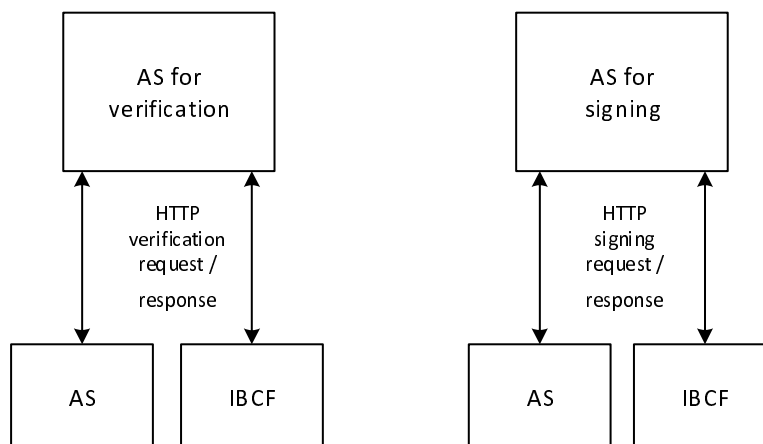 AS for
verification
HTTP
verification
request /
response
AS
IBCF
AS for
signing
HTTP
signing
request /
response
AS
IBCF